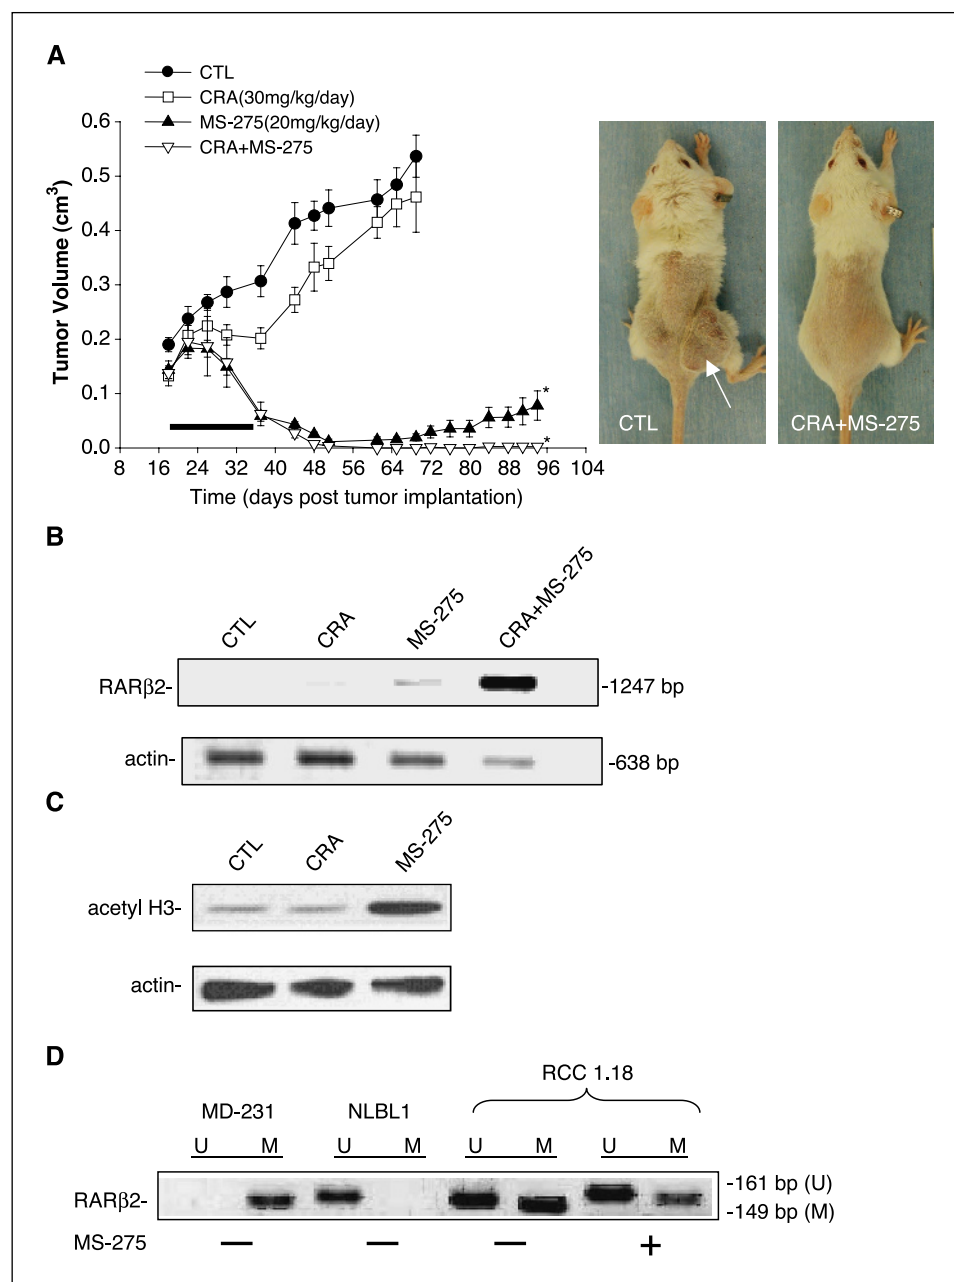 A
CTL
CRA(30mg/kg/day)
MS-275(20mg/kg/day)
CRA+MS-275
0.6
0.5
0.4
0.3
0.2
0.1
0.0
Tumor Volume (cm³)
*
*
8 16 24 32 40 48 56 64 72 80 88 96 104
Time (days post tumor implantation)
CTL
CRA+MS-275
B
CTL
CRA
MS-275
CRA+MS-275
RARβ2-
-1247 bp
actin-
-638 bp
C
CTL
CRA
MS-275
acetyl H3-
actin-
D
RCC 1.18
MD-231 NLBL1
U M U M U M U M
RARβ2-
-161 bp (U)
-149 bp (M)
MS-275 — — — +